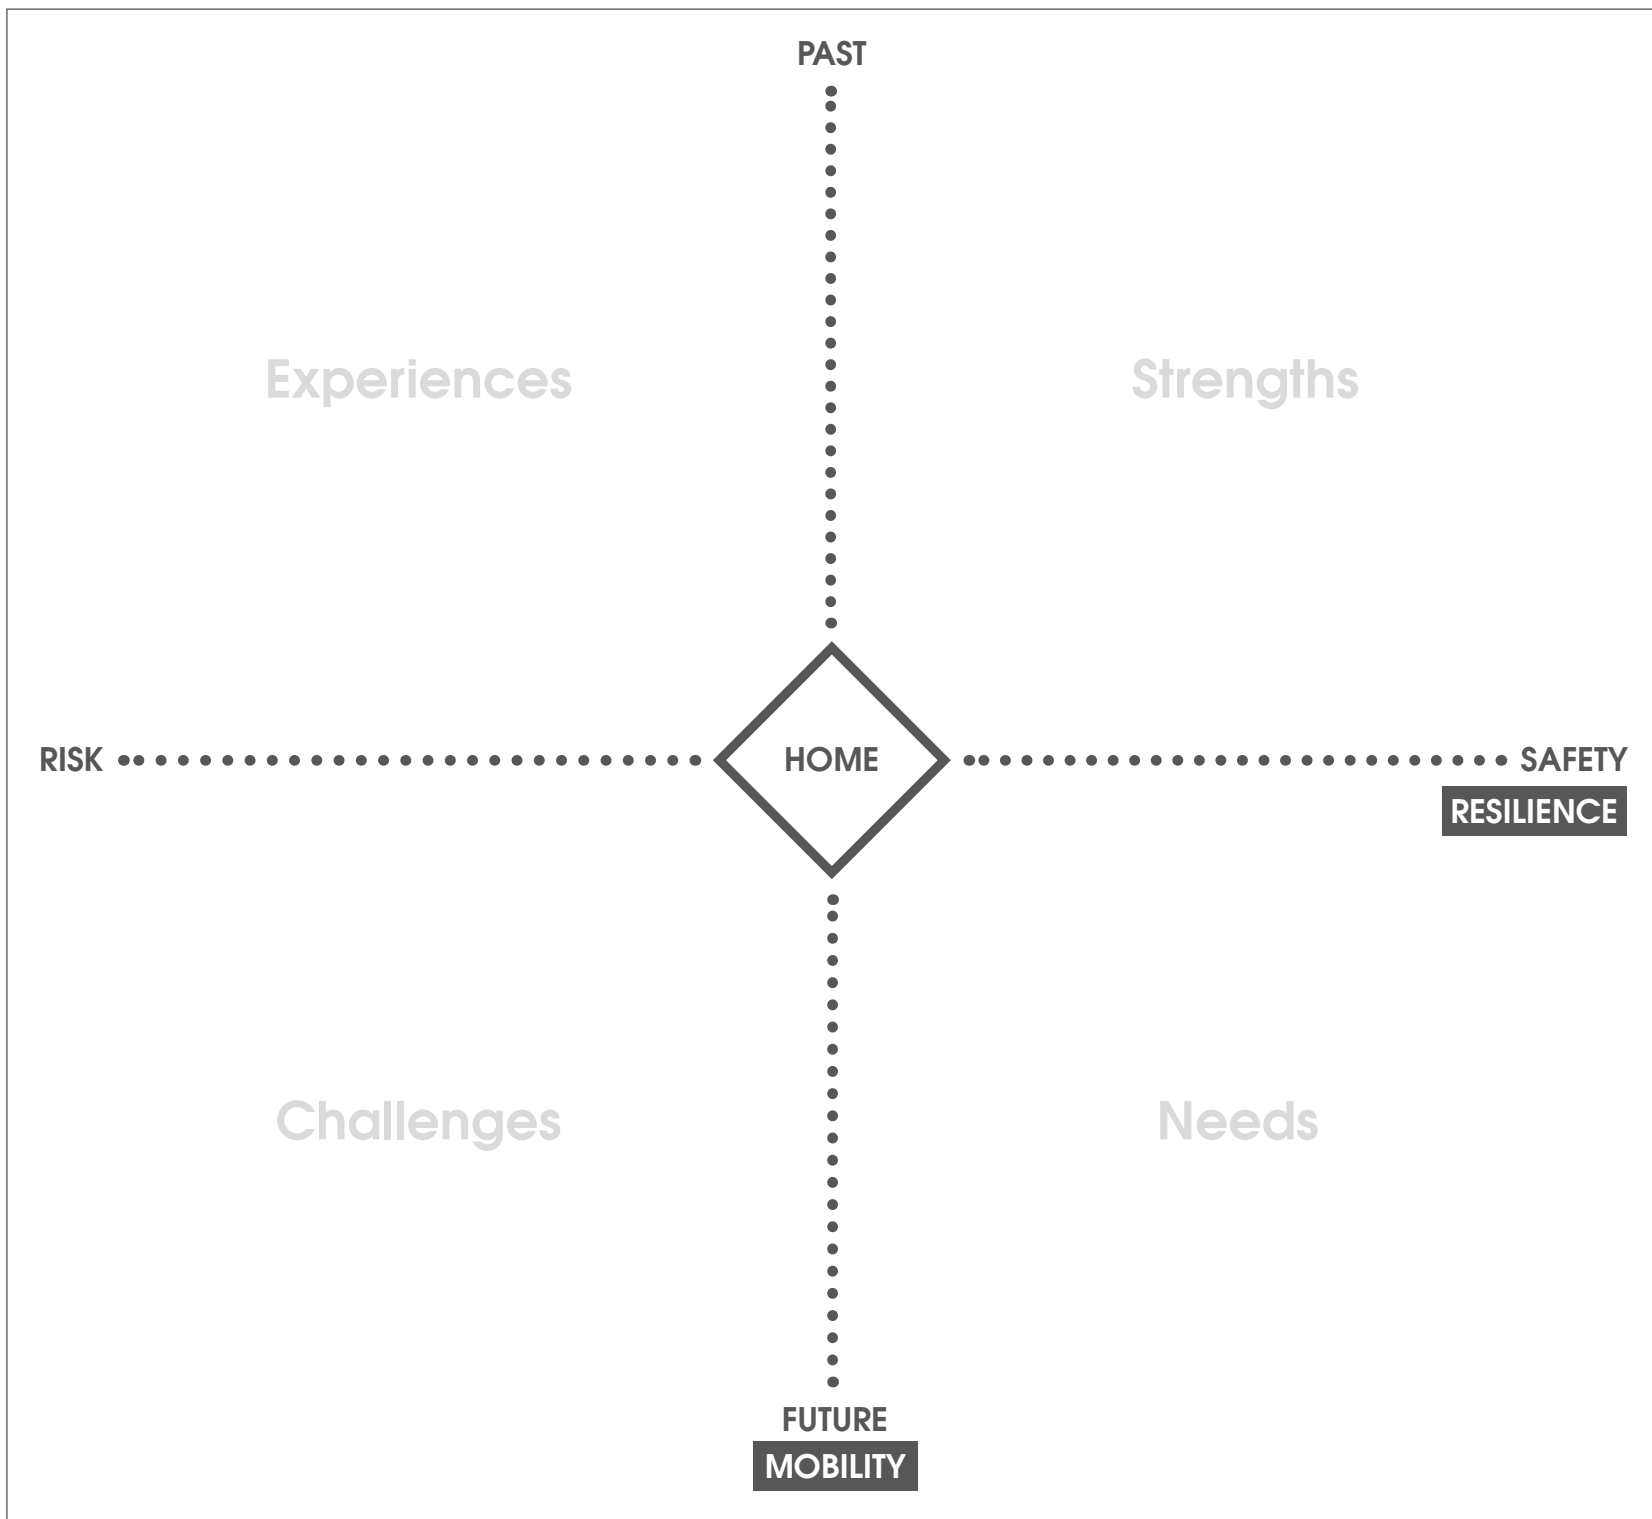 PAST
Experiences
Strengths
RISK
HOME
SAFETY
RESILIENCE
Challenges
Needs
FUTURE
MOBILITY